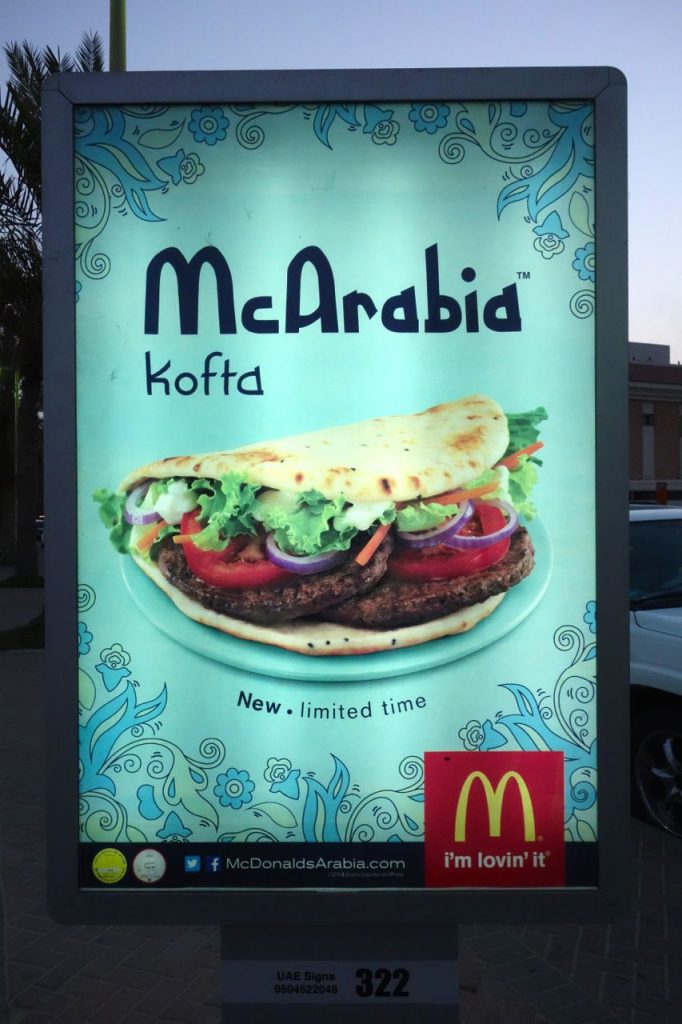 McArabia™
kofta
New • limited time
i'm lovin' it®
McDonaldsArabia.com
UAE Signs
0504522048
322